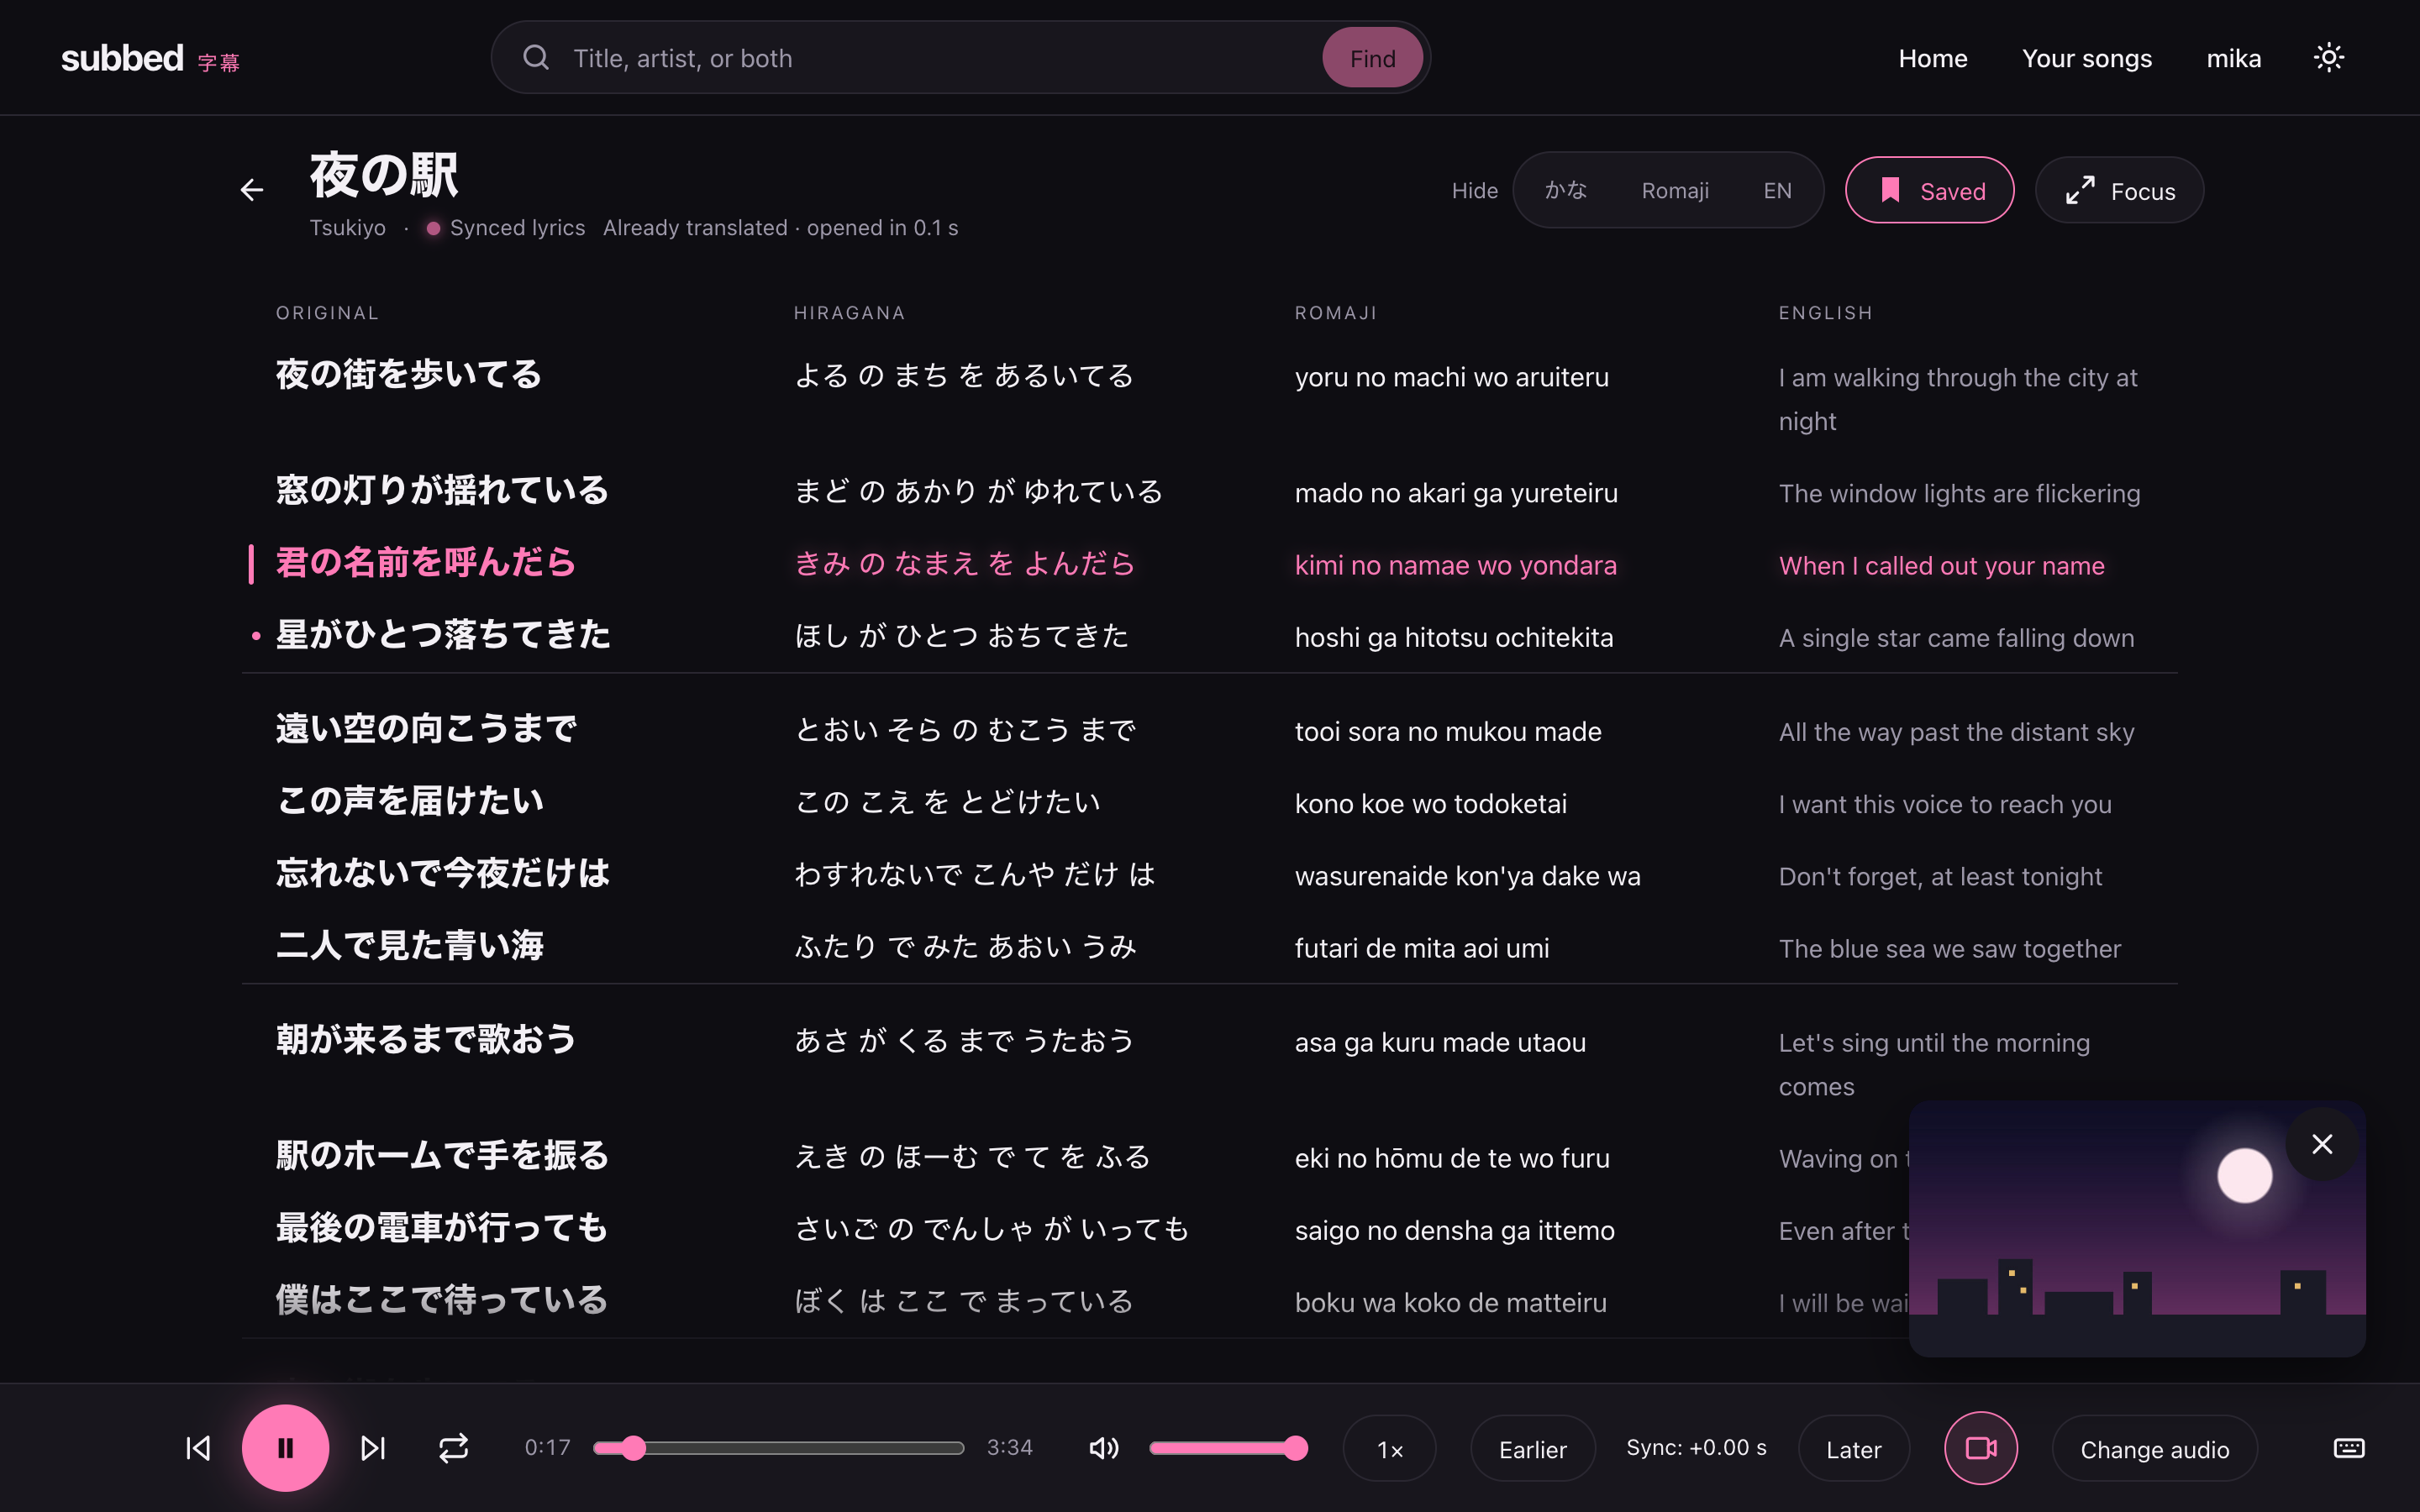 subbed 字幕
Title, artist, or both
Find
Home
Your songs
mika
夜の駅
Tsukiyo · Synced lyrics Already translated · opened in 0.1 s
Hide
かな
Romaji
EN
Saved
Focus
ORIGINAL HIRAGANA ROMAJI ENGLISH
夜の街を歩いてる よる の まち を あるいてる yoru no machi wo aruiteru I am walking through the city at
night
窓の灯りが揺れている まど の あかり が ゆれている mado no akari ga yureteiru The window lights are flickering
君の名前を呼んだら きみ の なまえ を よんだら kimi no namae wo yondara When I called out your name
星がひとつ落ちてきた ほし が ひとつ おちてきた hoshi ga hitotsu ochitekita A single star came falling down
遠い空の向こうまで とおい そら の むこう まで tooi sora no mukou made All the way past the distant sky
この声を届けたい この こえ を とどけたい kono koe wo todoketai I want this voice to reach you
忘れないで今夜だけは わすれないで こんや だけ は wasurenaide kon'ya dake wa Don't forget, at least tonight
二人で見た青い海 ふたり で みた あおい うみ futari de mita aoi umi The blue sea we saw together
朝が来るまで歌おう あさ が くる まで うたおう asa ga kuru made utaou Let's sing until the morning
comes
駅のホームで手を振る えき の ほーむ で て を ふる eki no hōmu de te wo furu Waving on
最後の電車が行っても さいご の でんしゃ が いっても saigo no densha ga ittemo Even after
僕はここで待っている ぼく は ここ で まっている boku wa koko de matteiru I will be
0:17
3:34
1×
Earlier
Sync: +0.00 s
Later
Change audio